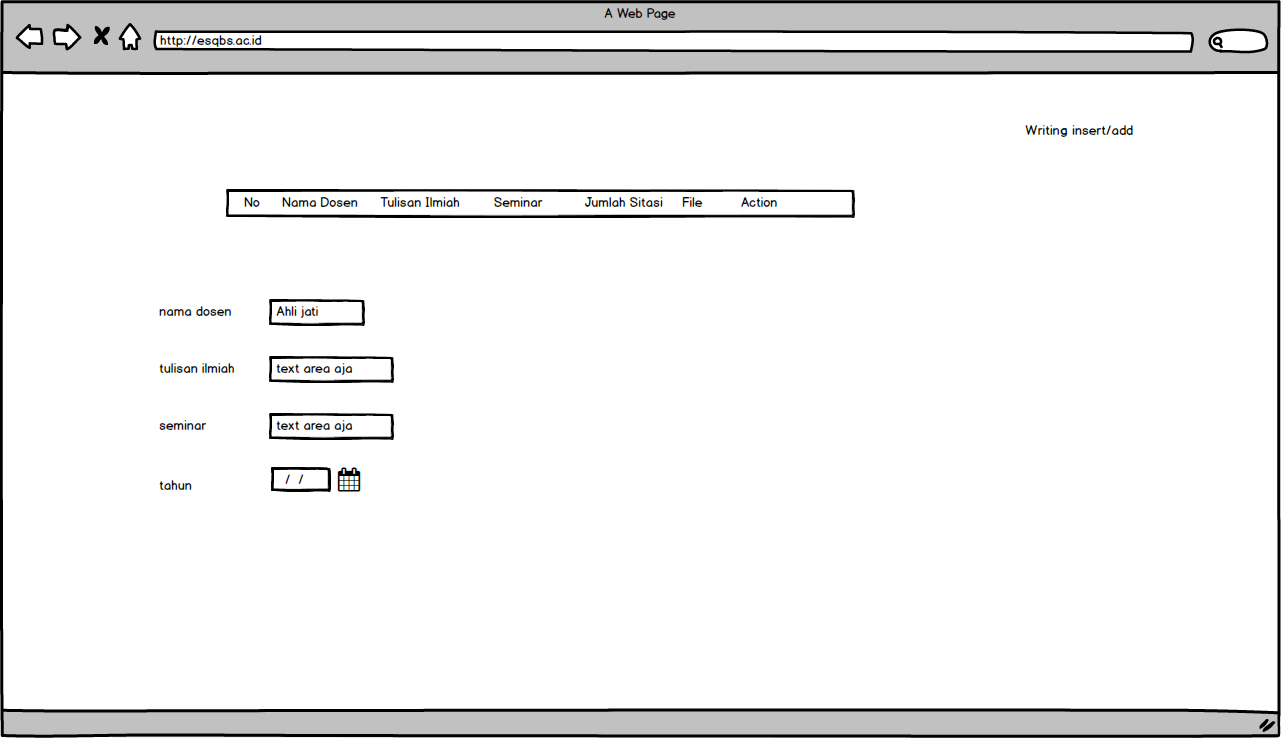 A Web Page
http://esqbs.ac.id
Writing insert/add
No Nama Dosen Tulisan Ilmiah Seminar Jumlah Sitasi File Action
nama dosen Ahli jati
tulisan ilmiah text area aja
seminar text area aja
tahun / /